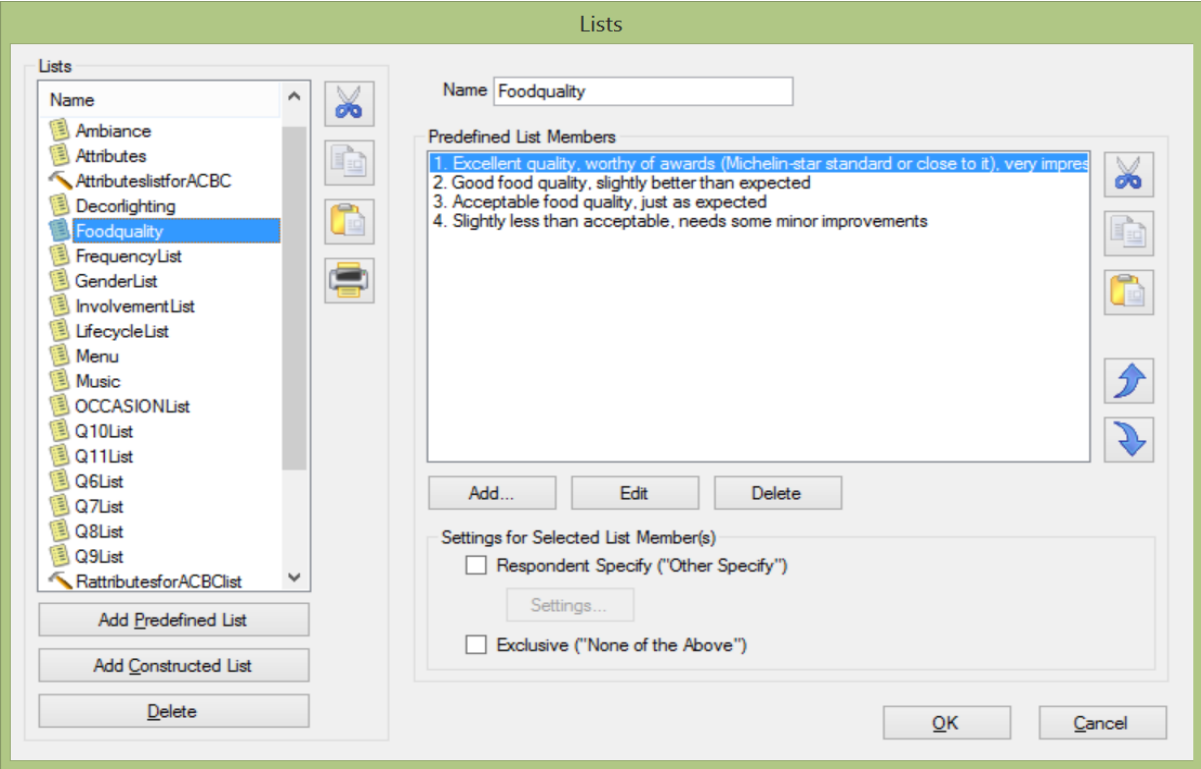 Lists
Lists
Name
Ambiance
Attributes
AttributeslistforACBC
Decorlighting
Foodquality
FrequencyList
GenderList
InvolvementList
LifecycleList
Menu
Music
OCCASIONList
Q10List
Q11List
Q6List
Q7List
Q8List
Q9List
RattributesforACBClist
Add Predefined List
Add Constructed List
Delete
Name Foodquality
Predefined List Members
1. Excellent quality, worthy of awards (Michelin-star standard or close to it), very impres
2. Good food quality, slightly better than expected
3. Acceptable food quality, just as expected
4. Slightly less than acceptable, needs some minor improvements
Add... Edit Delete
Settings for Selected List Member(s)
Respondent Specify ("Other Specify")
Settings...
Exclusive ("None of the Above")
OK Cancel